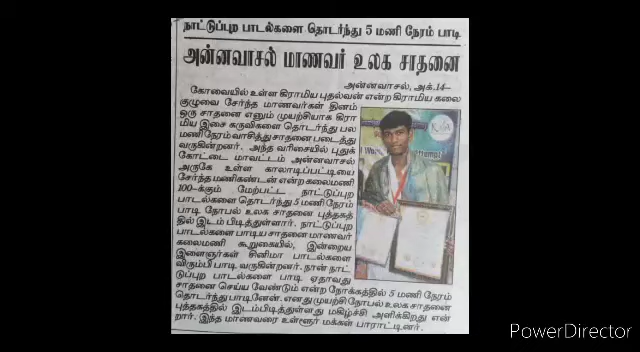 நாட்டுப்புற பாடல்களை தொடர்ந்து 5 மணி நேரம் பாடி
அன்னவாசல் மாணவர் உலக சாதனை
அன்னவாசல், அக்.14–
கோவையில் உள்ள கிராமிய புதல்வன் என்ற கிராமிய கலை
குழுவை சேர்ந்த மாணவர்கள் தினம்
ஒரு சாதனை எனும் முயற்சியாக கிரா
மிய இசை கருவிகளை தொடர்ந்து பல
மணிநேரம் வாசித்து சாதனை படைத்து
வருகின்றனர். அந்த வரிசையில் புதுக்
கோட்டை மாவட்டம் அன்னவாசல்
அருகே உள்ள காலாடிப்பட்டியை
சேர்ந்த மணிகண்டன் என்ற கலைமணி
100-க்கும் மேற்பட்ட நாட்டுப்புற
பாடல்களை தொடர்ந்து 5 மணி நேரம்
பாடி நோபல் உலக சாதனை புத்தகத்
தில் இடம் பிடித்துள்ளார். நாட்டுப்புற
பாடல்களை பாடிய சாதனை மாணவர்
கலைமணி கூறுகையில், இன்றைய
இளைஞர்கள் சினிமா பாடல்களை
விரும்பி பாடி வருகின்றனர். நான் நாட்
டுப்புற பாடல்களை பாடி ஏதாவது
சாதனை செய்ய வேண்டும் என்ற நோக்கத்தில் 5 மணி நேரம்
தொடர்ந்து பாடினேன். எனது முயற்சி நோபல் உலக சாதனை
புத்தகத்தில் இடம்பிடித்துள்ளது மகிழ்ச்சி அளிக்கிறது என்
றார். இந்த மாணவரை உள்ளூர் மக்கள் பாராட்டினர்.
PowerDirector